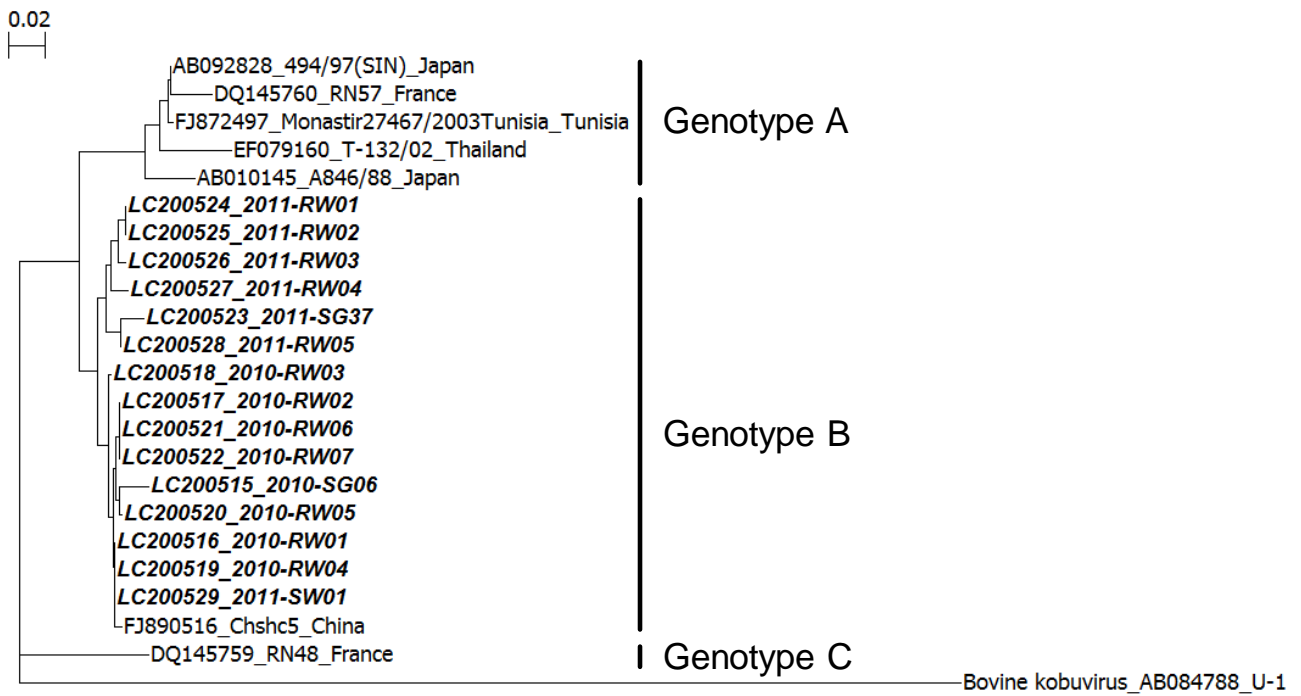 0.02
AB092828_494/97(SIN)_Japan
DQ145760_RN57_France
FJ872497_Monastir27467/2003Tunisia_Tunisia
Genotype A
EF079160_T-132/02_Thailand
AB010145_A846/88_Japan
LC200524_2011-RW01
LC200525_2011-RW02
LC200526_2011-RW03
LC200527_2011-RW04
LC200523_2011-SG37
LC200528_2011-RW05
LC200518_2010-RW03
LC200517_2010-RW02
LC200521_2010-RW06
Genotype B
LC200522_2010-RW07
LC200515_2010-SG06
LC200520_2010-RW05
LC200516_2010-RW01
LC200519_2010-RW04
LC200529_2011-SW01
FJ890516_Chshc5_China
DQ145759_RN48_France
Genotype C
Bovine kobuvirus_AB084788_U-1